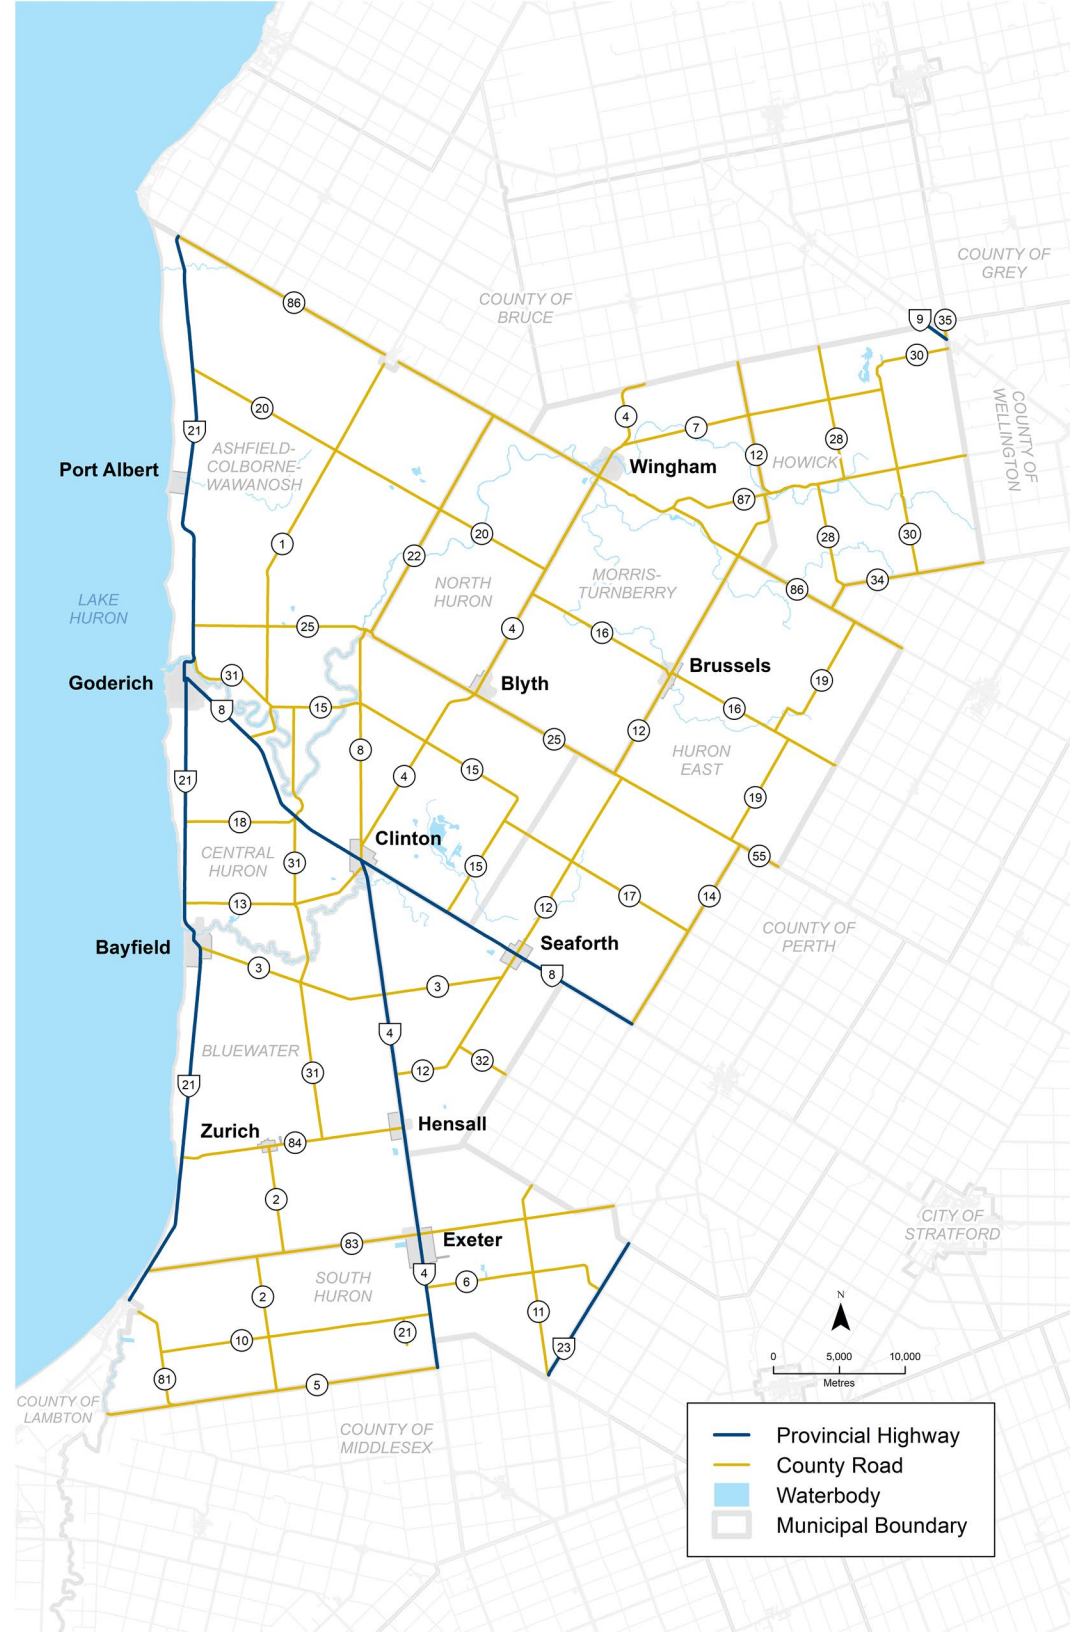 COUNTY OF
GREY
COUNTY OF
BRUCE
86
9
35
30
COUNTY OF
WELLINGTON
20
4
7
21
28
12
ASHFIELD-
COLBORNE-
WAWANOSH
HOWICK
Port Albert
Wingham
87
1
20
28
30
22
NORTH
HURON
MORRIS-
TURNBERRY
34
86
LAKE
HURON
25
4
16
Goderich
31
Blyth
Brussels
19
8
15
16
12
25
8
HURON
EAST
21
4
15
19
18
Clinton
CENTRAL
HURON
31
15
55
13
12
17
14
COUNTY OF
PERTH
Bayfield
Seaforth
3
8
3
4
BLUEWATER
31
12
32
21
Zurich
84
Hensall
2
83
Exeter
CITY OF
STRATFORD
4
6
SOUTH
HURON
2
11
10
21
23
81
5
N
0 5,000 10,000
Metres
COUNTY OF
LAMBTON
COUNTY OF
MIDDLESEX
Provincial Highway
County Road
Waterbody
Municipal Boundary